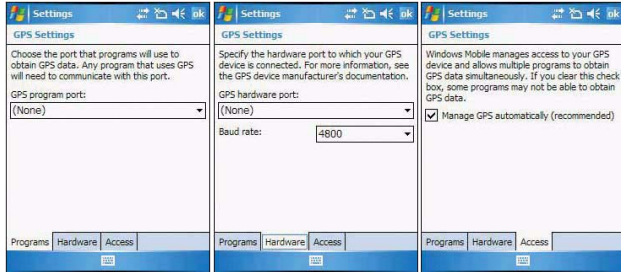 Settings ok
GPS Settings
Choose the port that programs will use to
obtain GPS data. Any program that uses GPS
will need to communicate with this port.
GPS program port:
(None)
Programs Hardware Access
Settings ok
GPS Settings
Specify the hardware port to which your GPS
device is connected. For more information, see
the GPS device manufacturer's documentation.
GPS hardware port:
(None)
Baud rate: 4800
Programs Hardware Access
Settings ok
GPS Settings
Windows Mobile manages access to your GPS
device and allows multiple programs to obtain
GPS data simultaneously. If you clear this check
box, some programs may not be able to obtain
GPS data.
Manage GPS automatically (recommended)
Programs Hardware Access